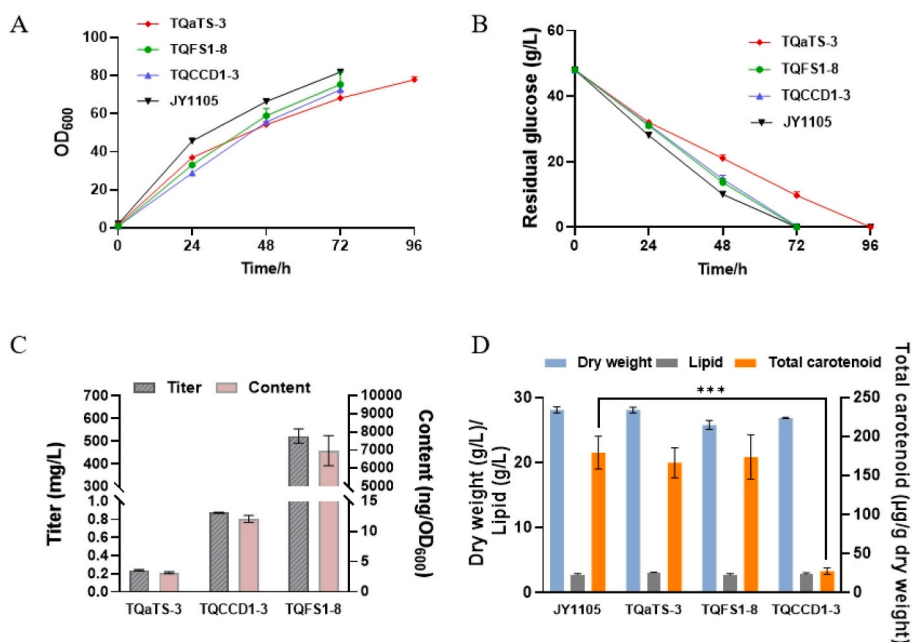 A
TQaTS-3
TQFS1-8
TQCCD1-3
JY1105
OD600
100
80
60
40
20
0
0 24 48 72 96
Time/h
B
TQaTS-3
TQFS1-8
TQCCD1-3
JY1105
Residual glucose (g/L)
60
40
20
0
0 24 48 72 96
Time/h
C
Titer Content
Titer (mg/L)
700
600
500
400
300
1.0
0.8
0.6
0.4
0.2
Content (ng/OD600)
10000
9000
8000
7000
6000
15
10
5
0
TQaTS-3 TQCCD1-3 TQFS1-8
D
Dry weight Lipid Total carotenoid
***
Dry weight (g/L)/
Lipid (g/L)
30
20
10
0
Total carotenoid (μg/g dry weight)
250
200
150
100
50
0
JY1105 TQaTS-3 TQFS1-8 TQCCD1-3